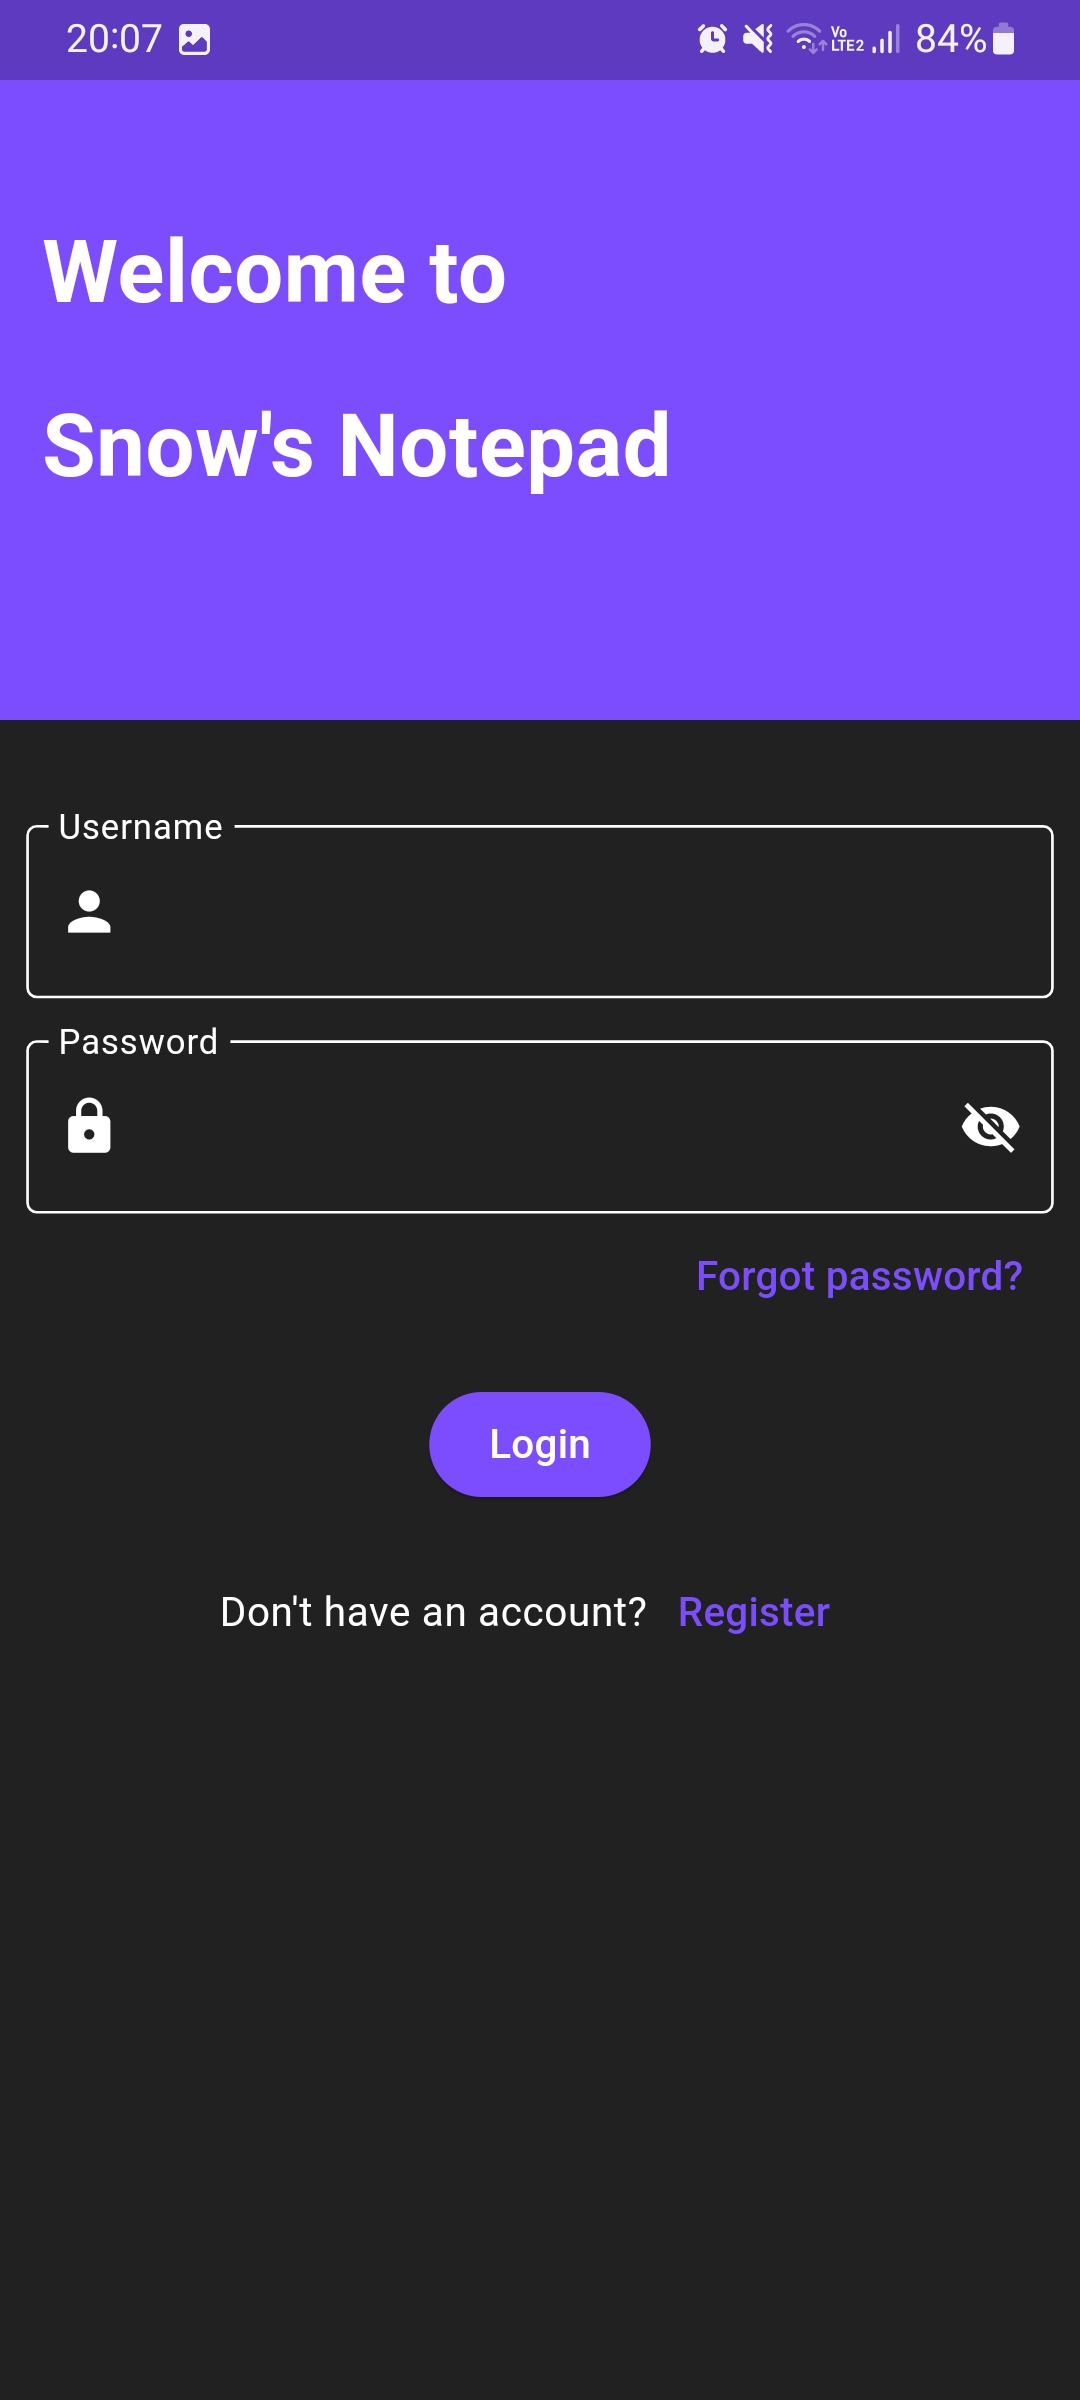 20:07 Vo LTE2 84%
Welcome to
Snow's Notepad
Username
Password
Forgot password?
Login
Don't have an account? Register